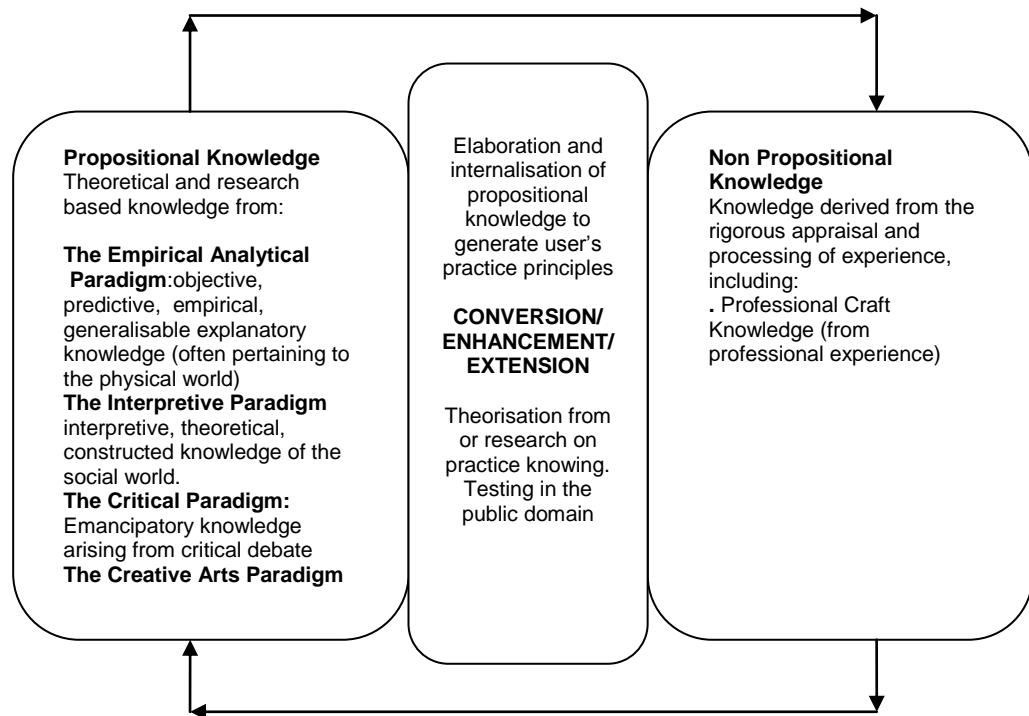 Propositional Knowledge
Theoretical and research
based knowledge from:
The Empirical Analytical
Paradigm:objective,
predictive, empirical,
generalisable explanatory
knowledge (often pertaining to
the physical world)
The Interpretive Paradigm
interpretive, theoretical,
constructed knowledge of the
social world.
The Critical Paradigm:
Emancipatory knowledge
arising from critical debate
The Creative Arts Paradigm
Elaboration and
internalisation of
propositional
knowledge to
generate user's
practice principles
CONVERSION/
ENHANCEMENT/
EXTENSION
Theorisation from
or research on
practice knowing.
Testing in the
public domain
Non Propositional
Knowledge
Knowledge derived from the
rigorous appraisal and
processing of experience,
including:
. Professional Craft
Knowledge (from
professional experience)